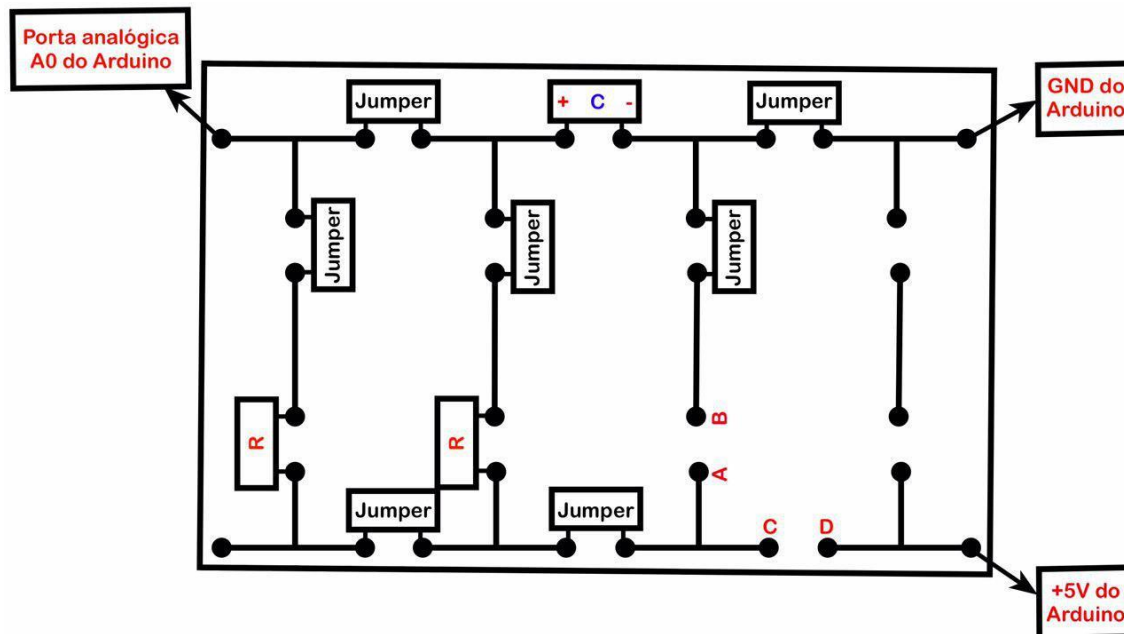 Porta analógica
A0 do Arduino
Jumper
+ C -
Jumper
GND do
Arduino
Jumper
Jumper
Jumper
R
R
B
A
Jumper
Jumper
C
D
+5V do
Arduino